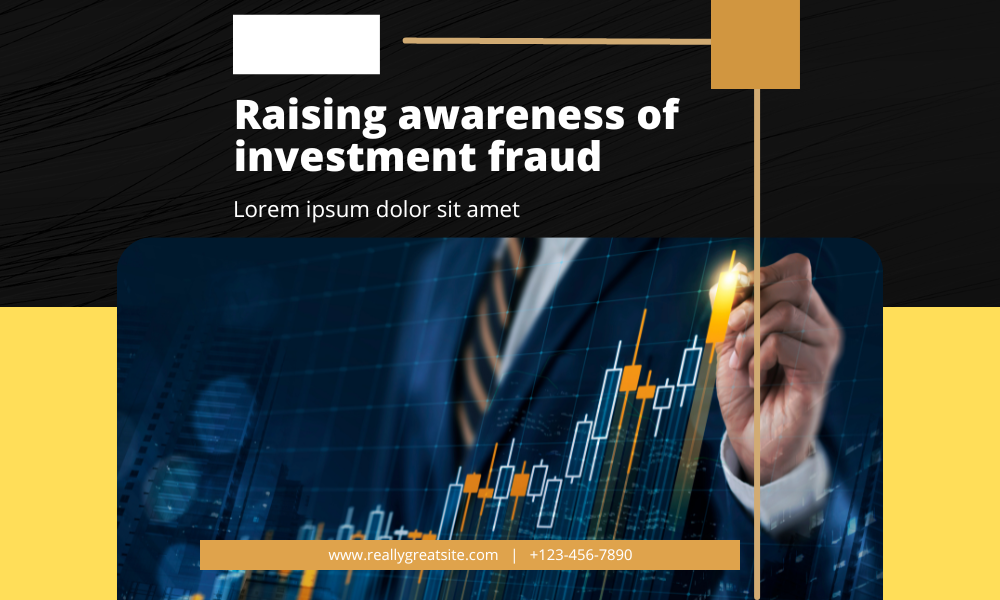 Raising awareness of
investment fraud
Lorem ipsum dolor sit amet
www.reallygreatsite.com | +123-456-7890